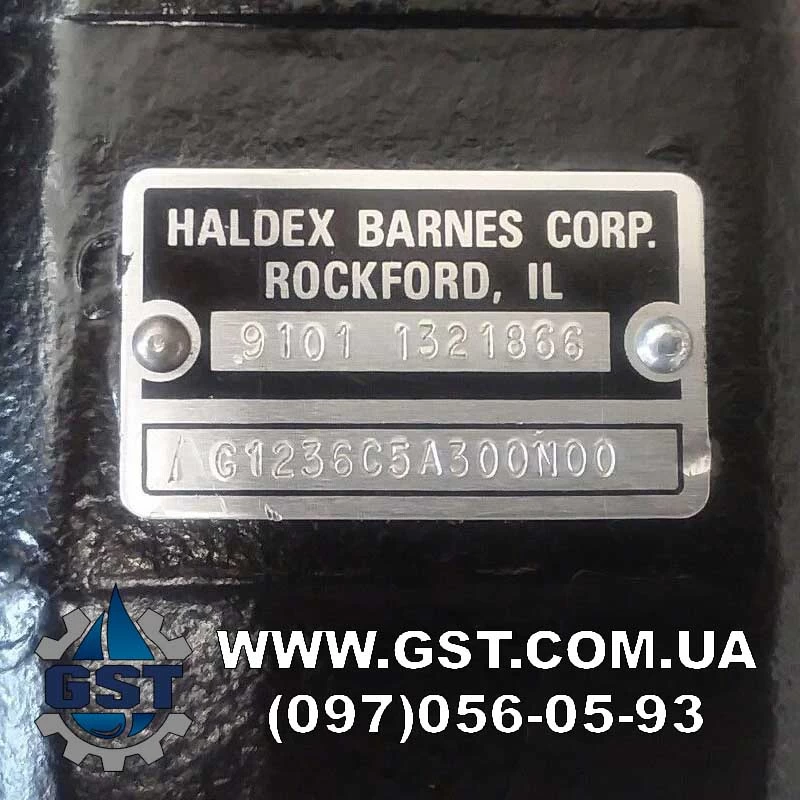 HALDEX BARNES CORP.
ROCKFORD, IL
9101 1321866
G1236C5A300N00
GST
WWW.GST.COM.UA
(097)056-05-93